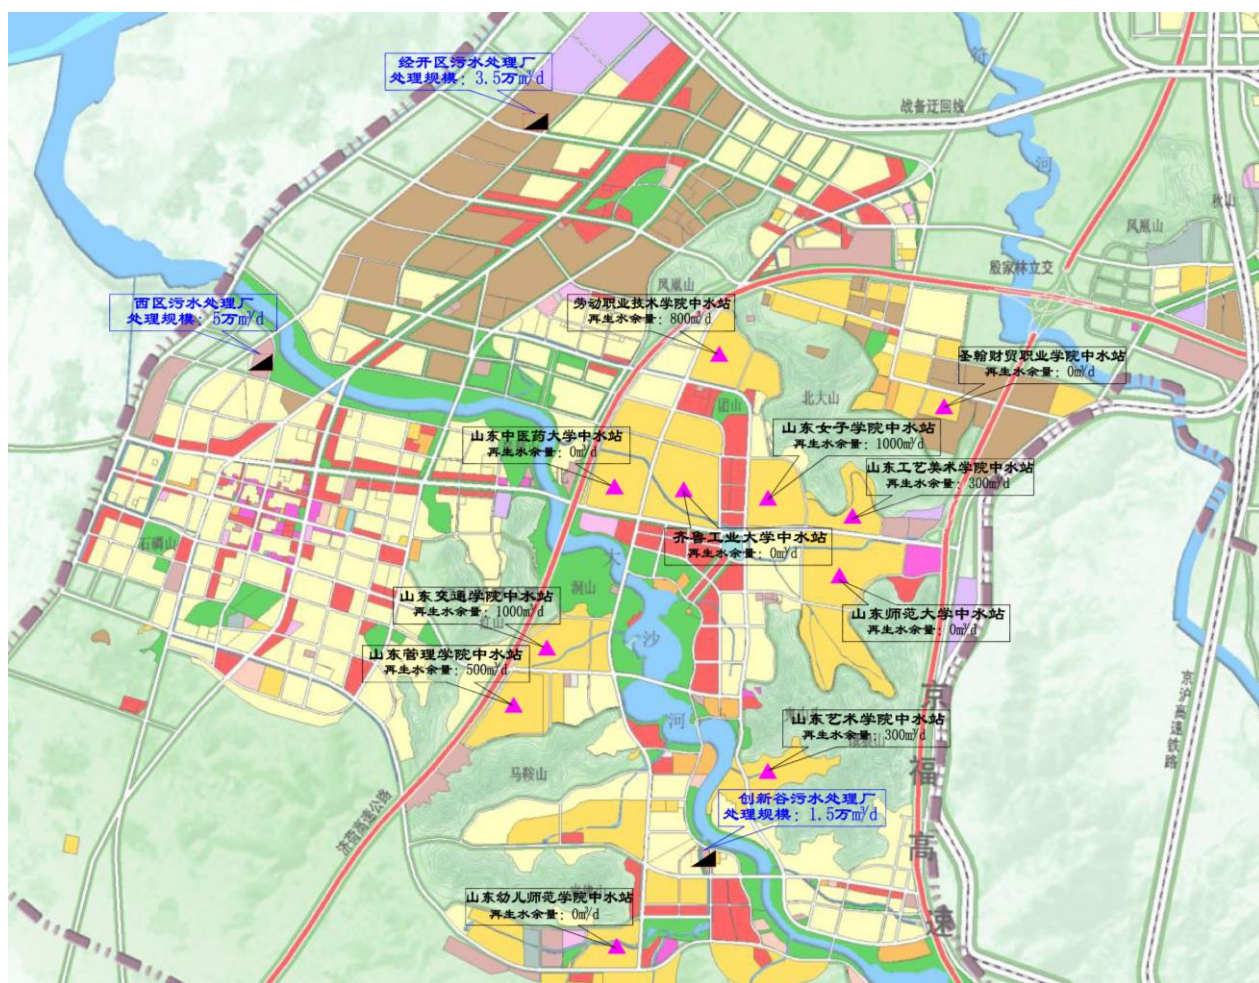 经开区污水处理厂
处理规模：3.5万m³/d
符
战备迂回线
河
秋山
凤凰山
殷家林立交
凤凰山
西区污水处理厂
处理规模：5万m³/d
劳动职业技术学院中水站
再生水余量：800m³/d
圣翰财贸职业学院中水站
再生水余量：0m³/d
北大山
团山
山东女子学院中水站
再生水余量：1000m³/d
山东中医药大学中水站
再生水余量：0m³/d
北
山东工艺美术学院中水站
再生水余量：300m³/d
齐鲁工业大学中水站
再生水余量：0m³/d
石磷山
大
洞山
山东交通学院中水站
再生水余量：1000m³/d
山东师范大学中水站
再生水余量：0m³/d
沙
山东管理学院中水站
再生水余量：500m³/d
京沪高速铁路
京福高速
河
山东艺术学院中水站
再生水余量：300m³/d
马鞍山
创新谷污水处理厂
处理规模：1.5万m³/d
济菏高速公路
山东幼儿师范学院中水站
再生水余量：0m³/d